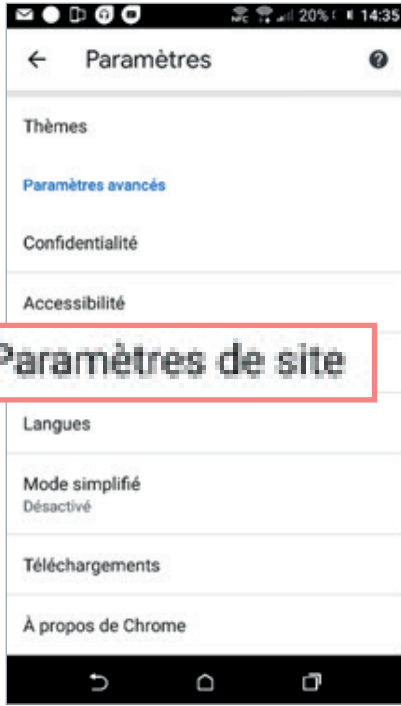 20% 14:35
Paramètres
Thèmes
Paramètres avancés
Confidentialité
Accessibilité
Paramètres de site
Langues
Mode simplifié
Désactivé
Téléchargements
À propos de Chrome